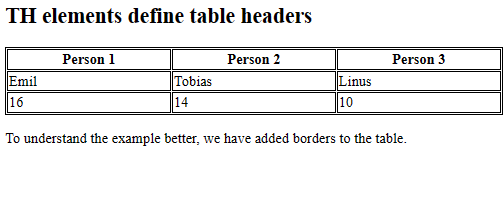 TH elements define table headers
Person 1 Person 2 Person 3
Emil Tobias Linus
16 14 10
To understand the example better, we have added borders to the table.